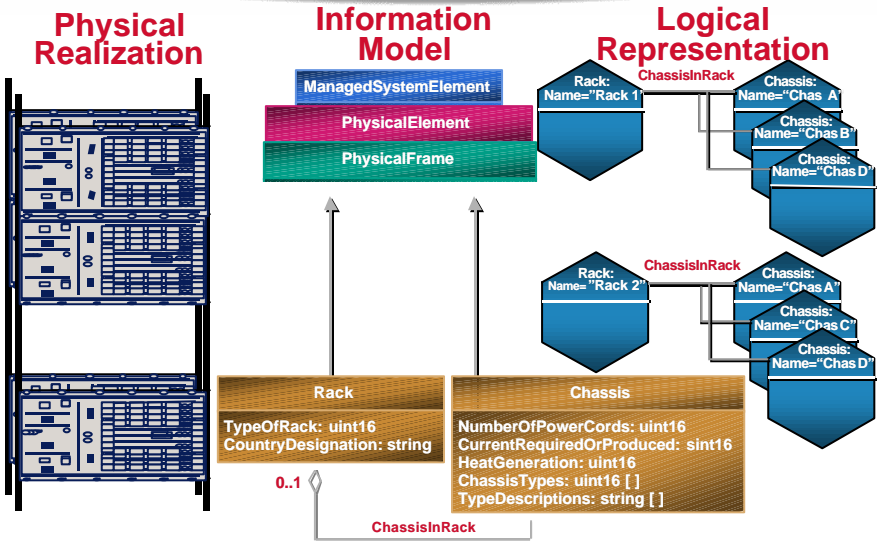 Physical
Realization
Information
Model
Logical
Representation
ManagedSystemElement
PhysicalElement
PhysicalFrame
Rack:
Name="Rack 1"
ChassisInRack
Chassis:
Name="Chas A"
Chassis:
Name="Chas B"
Chassis:
Name="Chas D"
Rack:
Name= "Rack 2"
ChassisInRack
Chassis:
Name="Chas A"
Chassis:
Name="Chas C"
Chassis:
Name="Chas D"
Rack
TypeOfRack: uint16
CountryDesignation: string
Chassis
NumberOfPowerCords: uint16
CurrentRequiredOrProduced: sint16
HeatGeneration: uint16
ChassisTypes: uint16 [ ]
TypeDescriptions: string [ ]
0..1
ChassisInRack